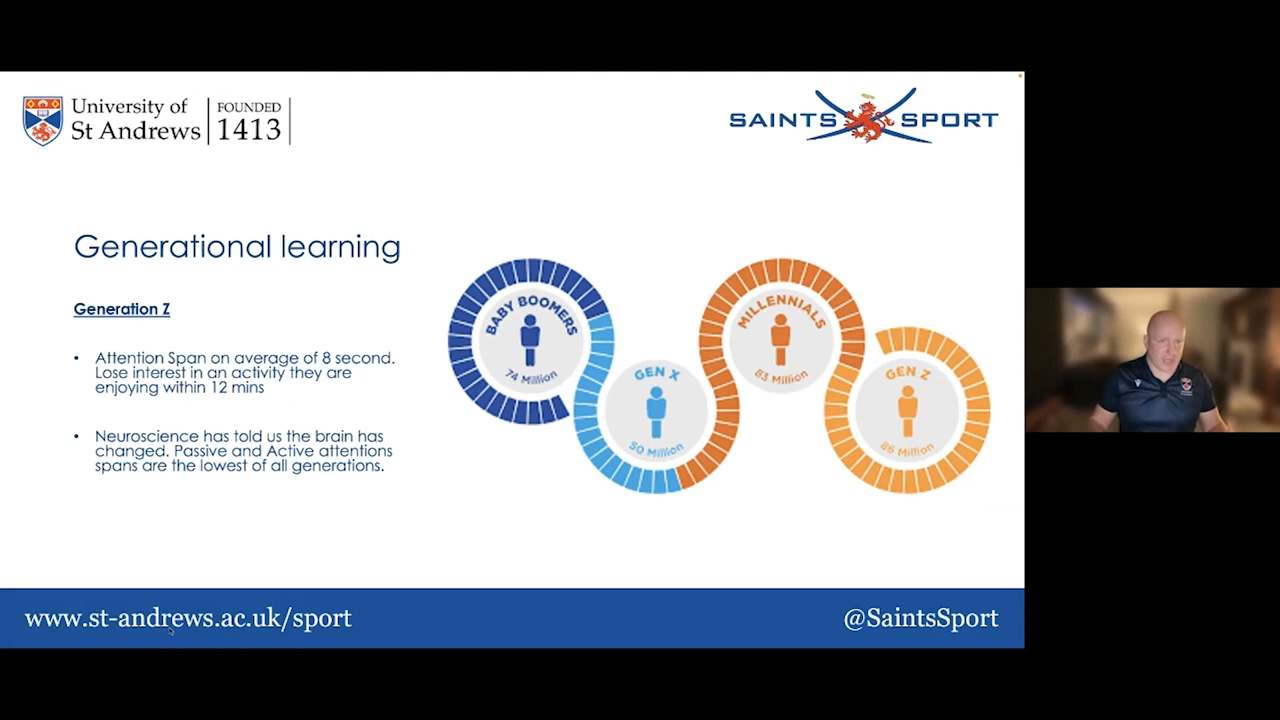 University of
St Andrews
FOUNDED
1413
SAINTS SPORT
Generational learning
Generation Z
• Attention Span on average of 8 second.
Lose interest in an activity they are
enjoying within 12 mins
• Neuroscience has told us the brain has
changed. Passive and Active attentions
spans are the lowest of all generations.
BABY BOOMERS
74 Million
GEN X
50 Million
MILLENNIALS
83 Million
GEN Z
86 Million
www.st-andrews.ac.uk/sport
@SaintsSport